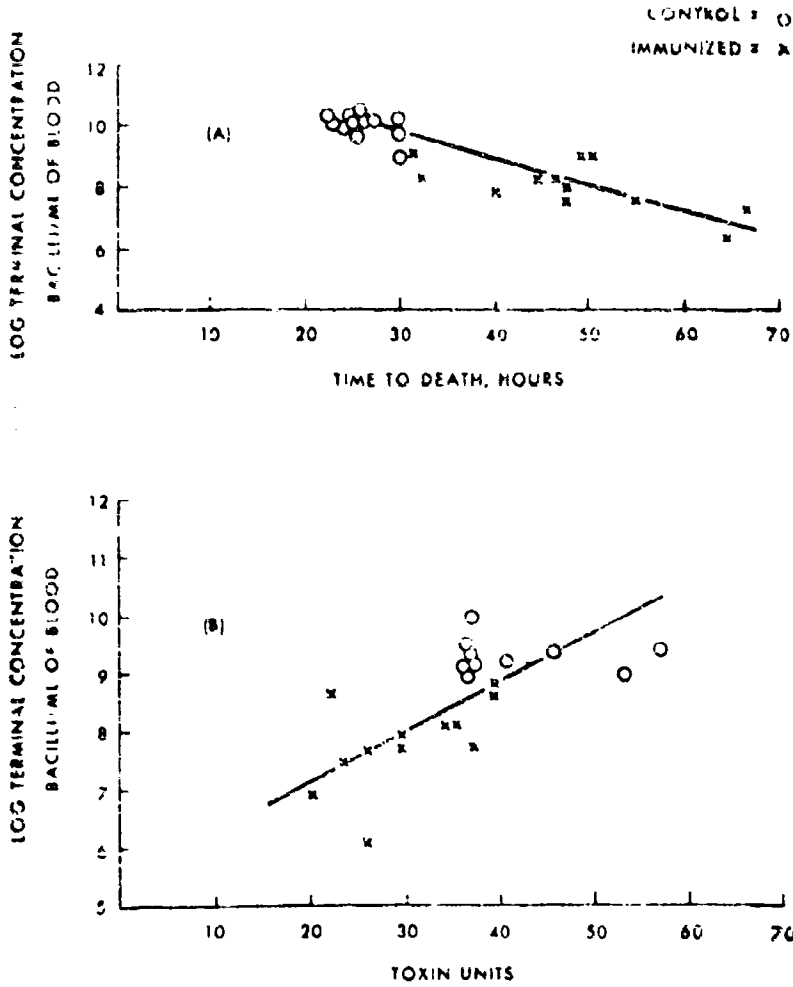 CONTROL = O
IMMUNIZED = x
LOG TERMINAL CONCENTRATION
BACILLI/ML OF BLOOD
12
10
8
6
4
(A)
10
20
30
40
50
60
70
TIME TO DEATH, HOURS
LOG TERMINAL CONCENTRATION
BACILLI/ML OF BLOOD
12
11
10
9
8
7
6
5
(B)
10
20
30
40
50
60
70
TOXIN UNITS